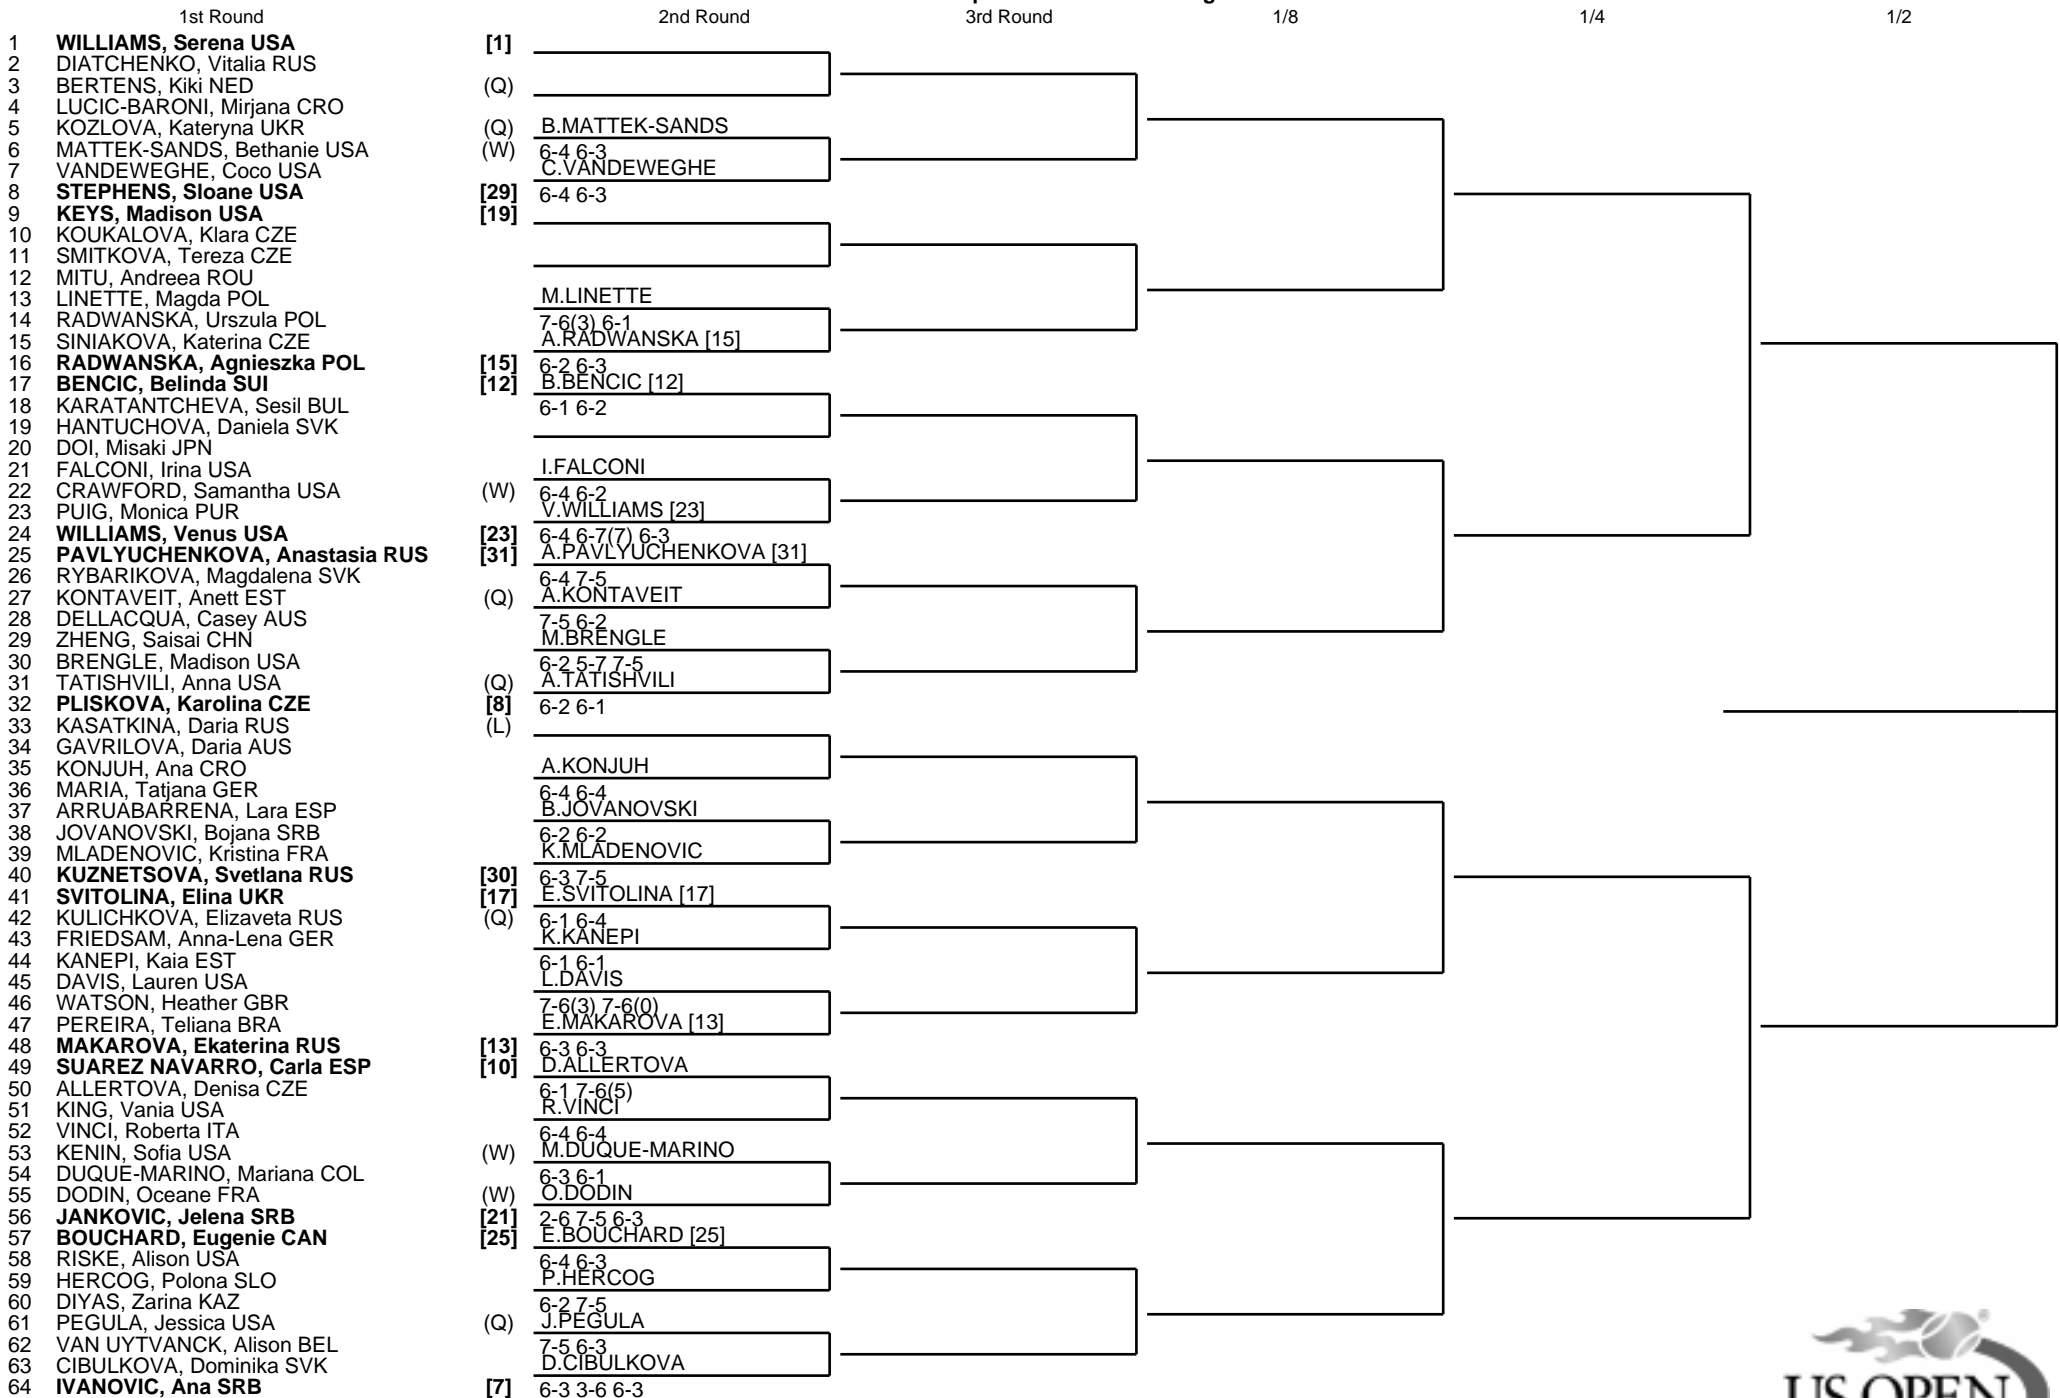 1st Round 2nd Round 3rd Round 1/8 1/4 1/2
1 WILLIAMS, Serena USA [1]
2 DIATCHENKO, Vitalia RUS
3 BERTENS, Kiki NED (Q)
4 LUCIC-BARONI, Mirjana CRO
5 KOZLOVA, Kateryna UKR (Q) B.MATTEK-SANDS
6 MATTEK-SANDS, Bethanie USA (W) 6-4 6-3
7 VANDEWEGHE, Coco USA C.VANDEWEGHE
8 STEPHENS, Sloane USA [29] 6-4 6-3
9 KEYS, Madison USA [19]
10 KOUKALOVA, Klara CZE
11 SMITKOVA, Tereza CZE
12 MITU, Andreea ROU
13 LINETTE, Magda POL M.LINETTE
14 RADWANSKA, Urszula POL 7-6(3) 6-1
15 SINIAKOVA, Katerina CZE A.RADWANSKA [15]
16 RADWANSKA, Agnieszka POL [15] 6-2 6-3
17 BENCIC, Belinda SUI [12] B.BENCIC [12]
18 KARATANTCHEVA, Sesil BUL 6-1 6-2
19 HANTUCHOVA, Daniela SVK
20 DOI, Misaki JPN
21 FALCONI, Irina USA I.FALCONI
22 CRAWFORD, Samantha USA (W) 6-4 6-2
23 PUIG, Monica PUR V.WILLIAMS [23]
24 WILLIAMS, Venus USA [23] 6-4 6-7(7) 6-3
25 PAVLYUCHENKOVA, Anastasia RUS [31] A.PAVLYUCHENKOVA [31]
26 RYBARIKOVA, Magdalena SVK 6-4 7-5
27 KONTAVEIT, Anett EST (Q) A.KONTAVEIT
28 DELLACQUA, Casey AUS 7-5 6-2
29 ZHENG, Saisai CHN M.BRENGLE
30 BRENGLE, Madison USA 6-2 5-7 7-5
31 TATISHVILI, Anna USA (Q) A.TATISHVILI
32 PLISKOVA, Karolina CZE [8] 6-2 6-1
33 KASATKINA, Daria RUS (L)
34 GAVRILOVA, Daria AUS
35 KONJUH, Ana CRO A.KONJUH
36 MARIA, Tatjana GER 6-4 6-4
37 ARRUABARRENA, Lara ESP B.JOVANOVSKI
38 JOVANOVSKI, Bojana SRB 6-2 6-2
39 MLADENOVIC, Kristina FRA K.MLADENOVIC
40 KUZNETSOVA, Svetlana RUS [30] 6-3 7-5
41 SVITOLINA, Elina UKR [17] E.SVITOLINA [17]
42 KULICHKOVA, Elizaveta RUS (Q) 6-1 6-4
43 FRIEDSAM, Anna-Lena GER K.KANEPI
44 KANEPI, Kaia EST 6-1 6-1
45 DAVIS, Lauren USA L.DAVIS
46 WATSON, Heather GBR 7-6(3) 7-6(0)
47 PEREIRA, Teliana BRA E.MAKAROVA [13]
48 MAKAROVA, Ekaterina RUS [13] 6-3 6-3
49 SUAREZ NAVARRO, Carla ESP [10] D.ALLERTOVA
50 ALLERTOVA, Denisa CZE 6-1 7-6(5)
51 KING, Vania USA R.VINCI
52 VINCI, Roberta ITA 6-4 6-4
53 KENIN, Sofia USA (W) M.DUQUE-MARINO
54 DUQUE-MARINO, Mariana COL 6-3 6-1
55 DODIN, Oceane FRA (W) O.DODIN
56 JANKOVIC, Jelena SRB [21] 2-6 7-5 6-3
57 BOUCHARD, Eugenie CAN [25] E.BOUCHARD [25]
58 RISKE, Alison USA 6-4 6-3
59 HERCOG, Polona SLO P.HERCOG
60 DIYAS, Zarina KAZ 6-2 7-5
61 PEGULA, Jessica USA (Q) J.PEGULA
62 VAN UYTVANCK, Alison BEL 7-5 6-3
63 CIBULKOVA, Dominika SVK D.CIBULKOVA
64 IVANOVIC, Ana SRB [7] 6-3 3-6 6-3
US OPEN